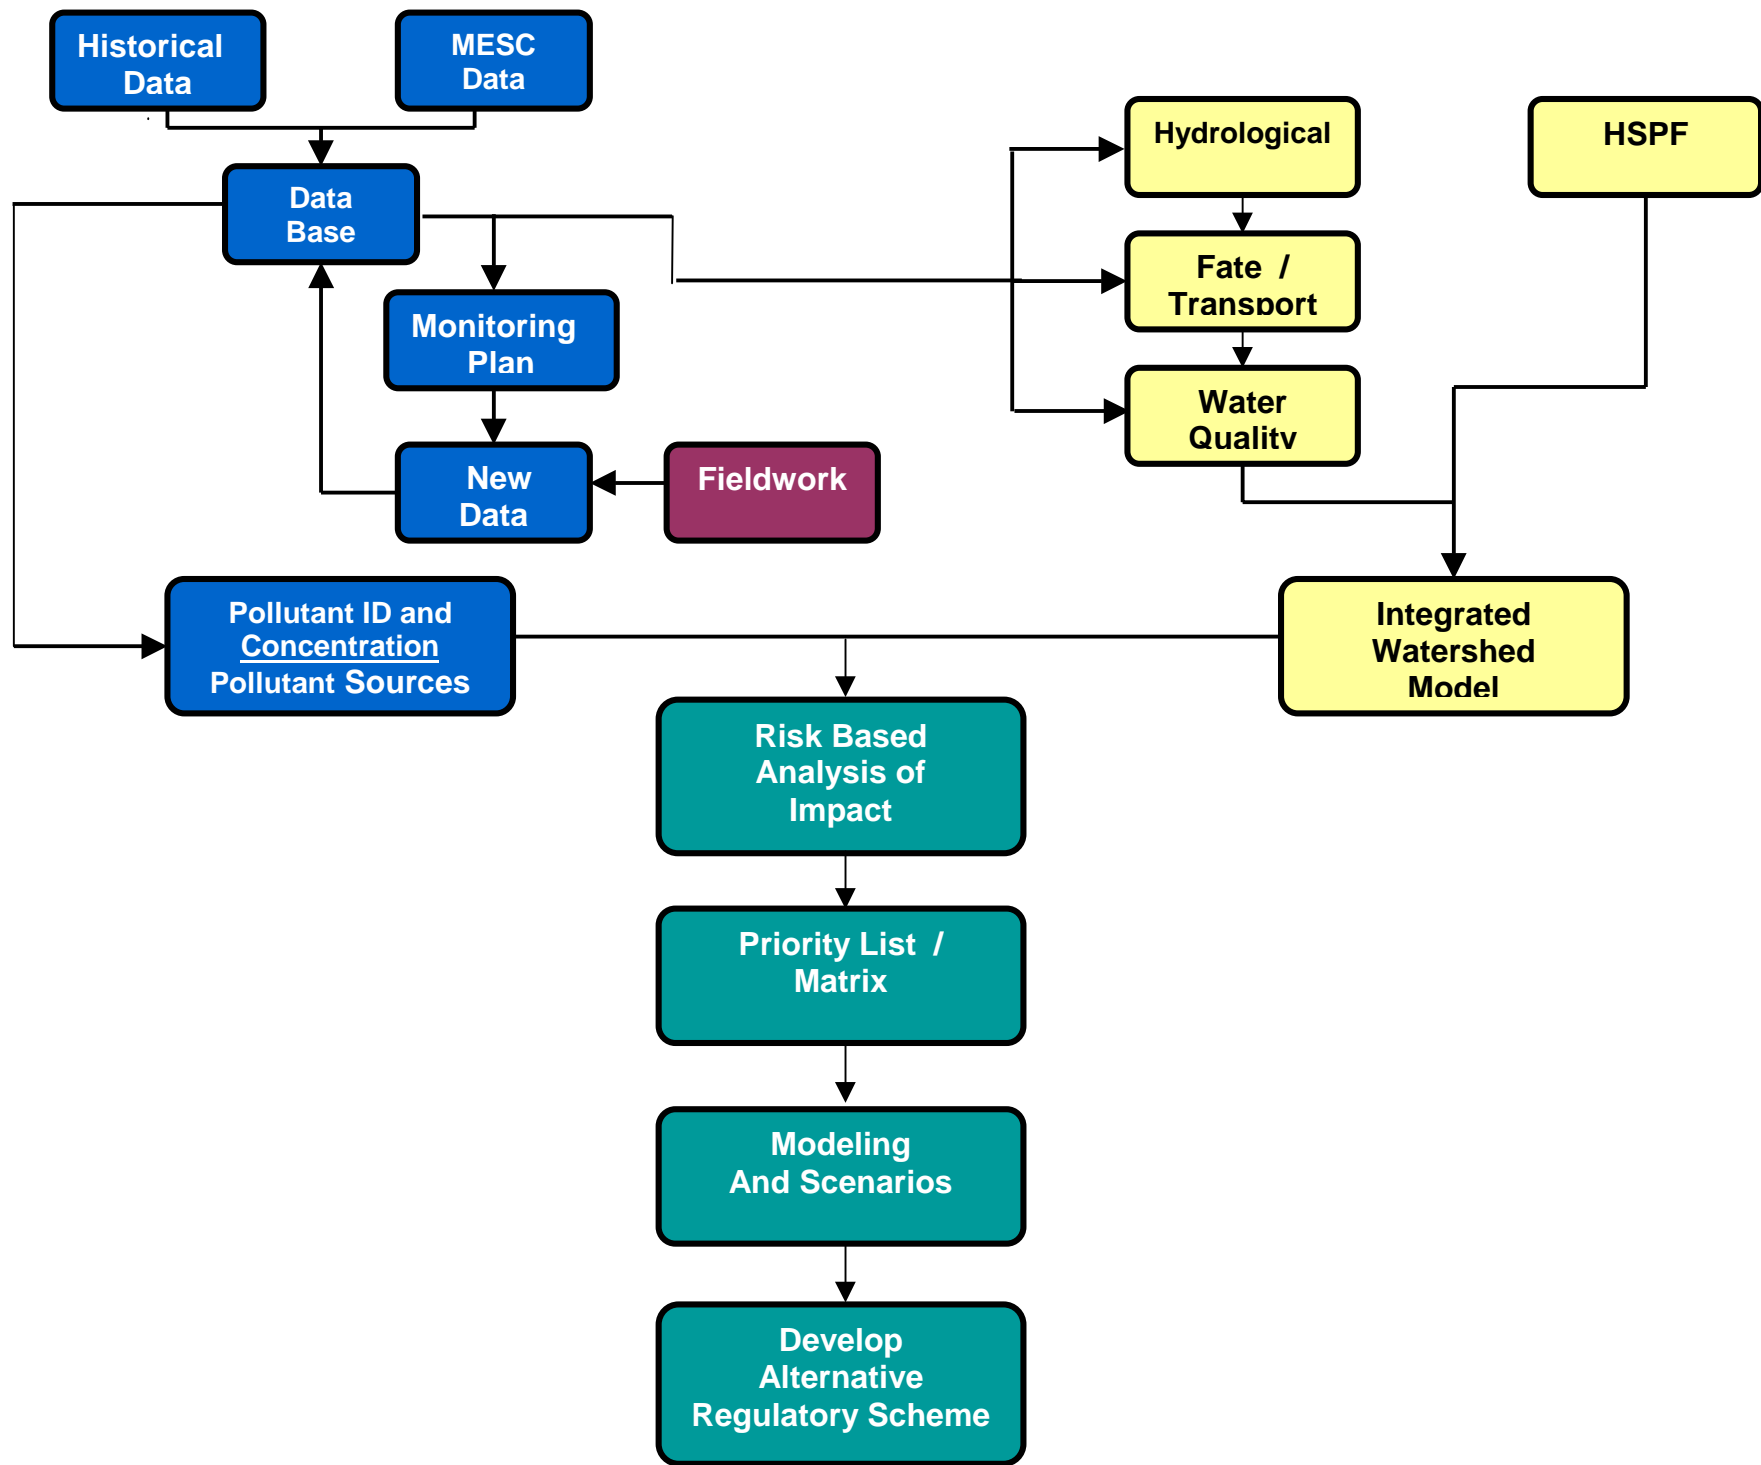 Historical
Data
MESC
Data
Hydrological
HSPF
Data
Base
Fate /
Transport
Monitoring
Plan
Water
Quality
New
Data
Fieldwork
Pollutant ID and
Concentration
Pollutant Sources
Integrated
Watershed
Model
Risk Based
Analysis of
Impact
Priority List /
Matrix
Modeling
And Scenarios
Develop
Alternative
Regulatory Scheme